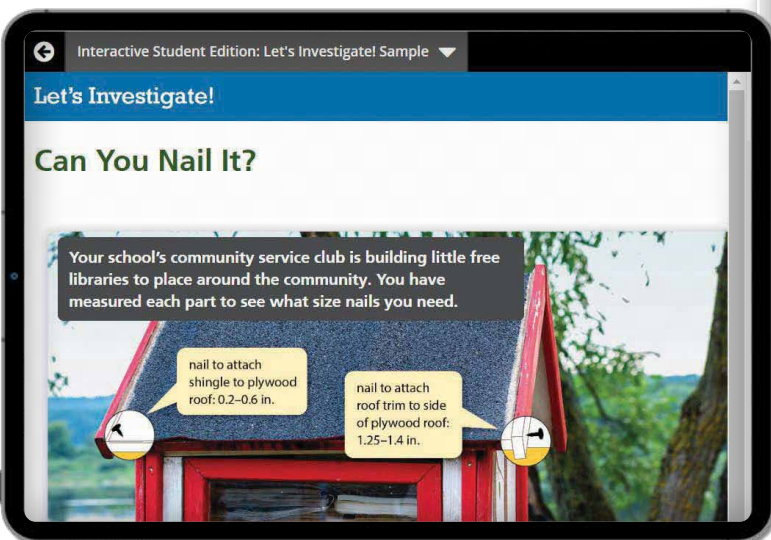 Interactive Student Edition: Let's Investigate! Sample
Let's Investigate!
Can You Nail It?
Your school's community service club is building little free
libraries to place around the community. You have
measured each part to see what size nails you need.
nail to attach
shingle to plywood
roof: 0.2–0.6 in.
nail to attach
roof trim to side
of plywood roof:
1.25–1.4 in.